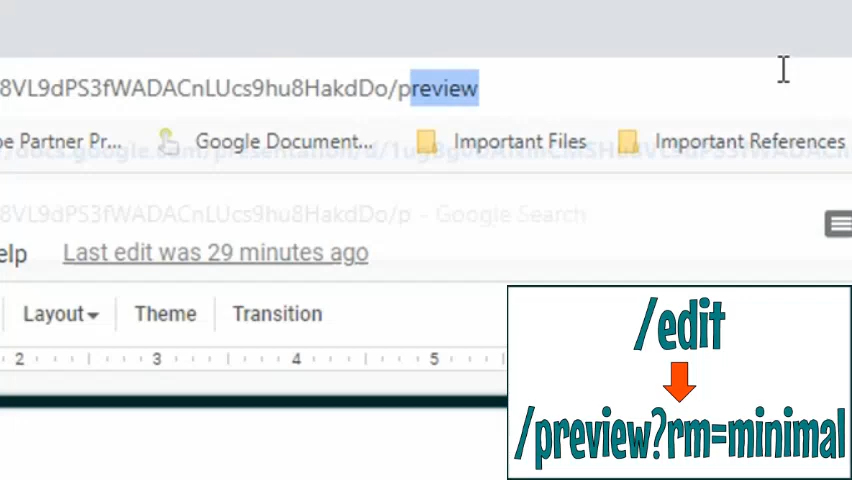 8VL9dPS3fWADACnLUcs9hu8HakdDo/preview
be Partner Pr... Google Document... Important Files Important References
8VL9dPS3fWADACnLUcs9hu8HakdDo/p - Google Search
elp Last edit was 29 minutes ago
Layout Theme Transition
2 3 4 5
/edit
/preview?rm=minimal